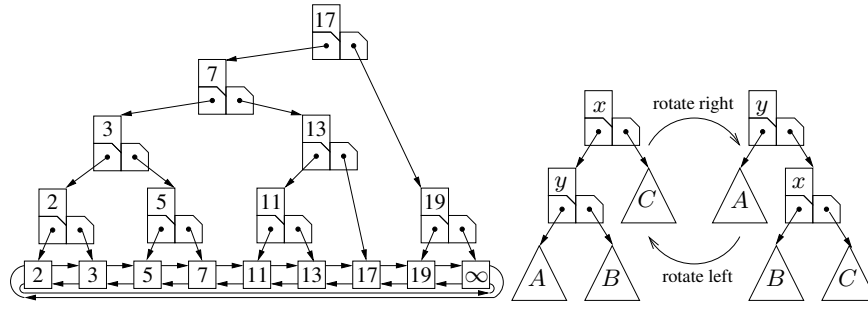 17
7
3 13
2 5 11 19
2 3 5 7 11 13 17 19 ∞
x rotate right y
y C A x
A B rotate left B C